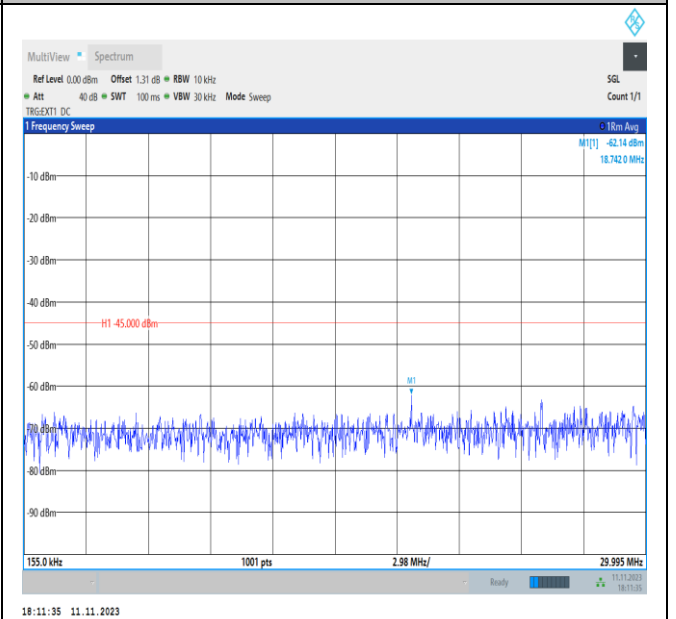 MultiView Spectrum
Ref Level 0.00 dBm Offset 1.31 dB RBW 10 kHz SGL
Att 40 dB SWT 100 ms VBW 30 kHz Mode Sweep Count 1/1
TRG:EXT1 DC
1 Frequency Sweep 1Rm Avg
M1[1] -62.14 dBm
18.742 0 MHz
-10 dBm
-20 dBm
-30 dBm
-40 dBm
H1 -45.000 dBm
-50 dBm
-60 dBm
M1
-70 dBm
-80 dBm
-90 dBm
155.0 kHz 1001 pts 2.98 MHz/ 29.995 MHz
Ready 11.11.2023
18:11:35
18:11:35 11.11.2023